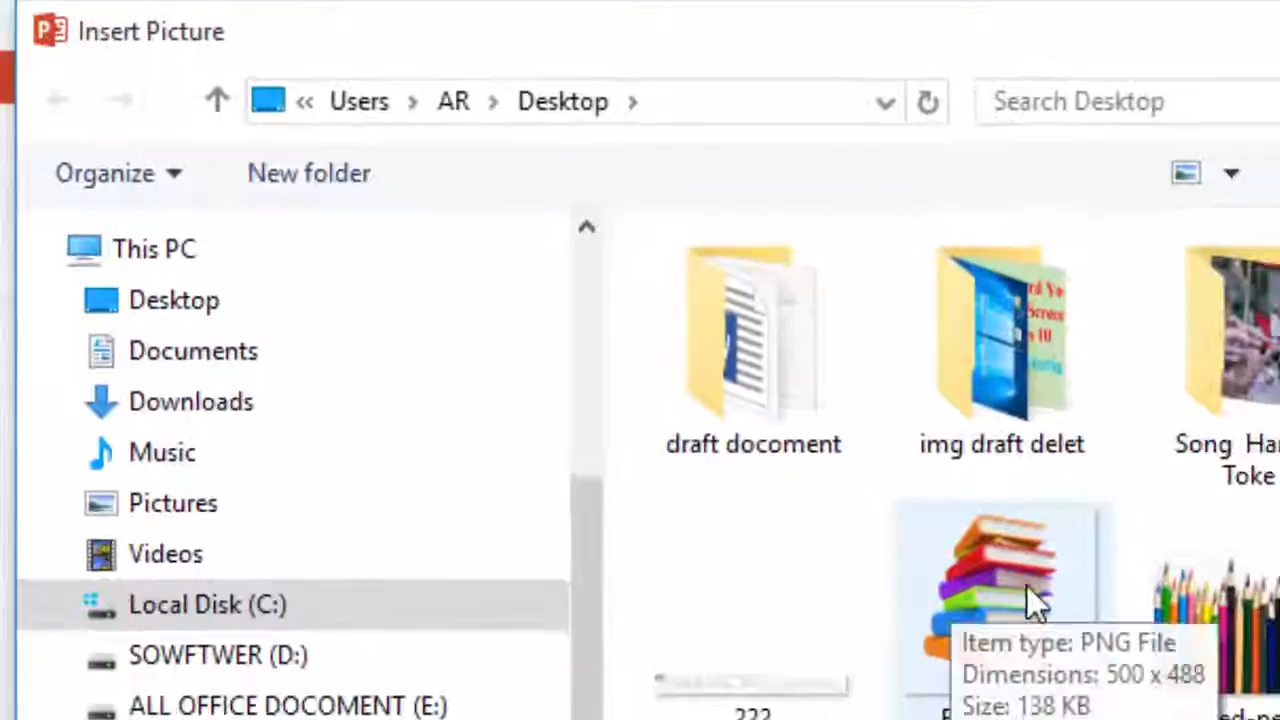 Insert Picture
« Users > AR > Desktop >
Search Desktop
Organize
New folder
This PC
Desktop
Documents
Downloads
Music
Pictures
Videos
Local Disk (C:)
SOWFTWER (D:)
ALL OFFICE DOCOMENT (E:)
draft docoment
img draft delet
Song
Toke
Item type: PNG File
Dimensions: 500 x 488
Size: 138 KB